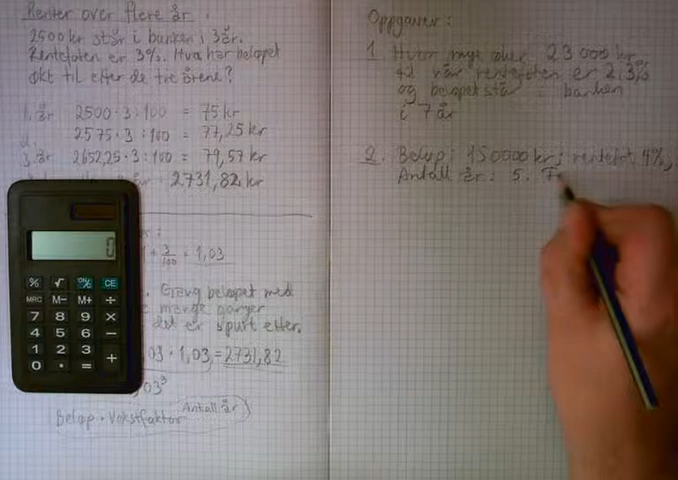 Renter over flere år.
2500 kr står i banken i 3 år.
Rentefoten er 3%. Hva har beløpet
økt til etter de tre årene?
1. år 2500 · 3 : 100 = 75 kr
2. 2575 · 3 : 100 = 77,25 kr
3. år 2652,25 · 3 : 100 = 79,57 kr
2731,82 kr
+ 3/100 = 1,03
Gang beløpet med
mange ganger
det er spurt etter.
03 · 1,03 = 2731,82
,03³
Beløp · Vekstfaktor Antall år
0
% √ ON/C CE
MRC M− M+ ÷
7 8 9 ×
4 5 6 −
1 2 3 +
0 . =
Oppgaver:
1. Hvor mye øker 23 000 kr
til når rentefoten er 2,3%
og beløpet står i banken
i 7 år
2. Beløp: 150000 kr, rentefot 4%,
Antall år: 5. F